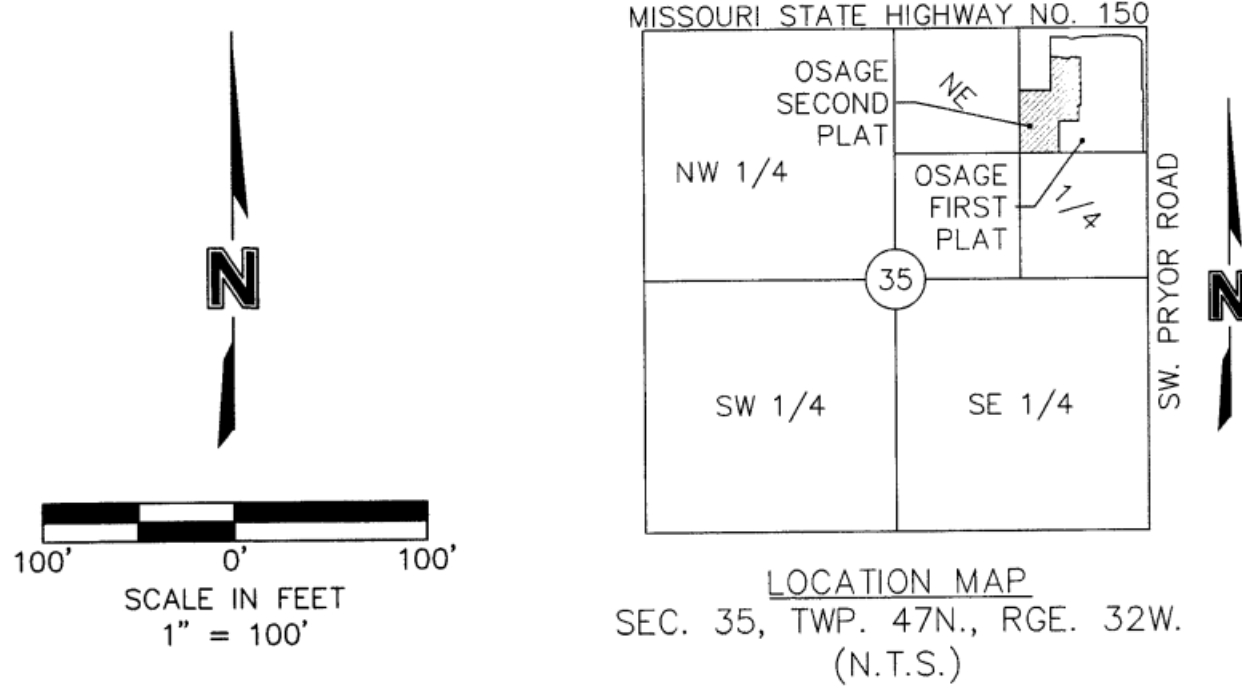 N
100' 0' 100'
SCALE IN FEET
1" = 100'
MISSOURI STATE HIGHWAY NO. 150
OSAGE
SECOND
PLAT
NE
1/4
NW 1/4
OSAGE
FIRST
PLAT
35
SW 1/4
SE 1/4
SW. PRYOR ROAD
N
LOCATION MAP
SEC. 35, TWP. 47N., RGE. 32W.
(N.T.S.)